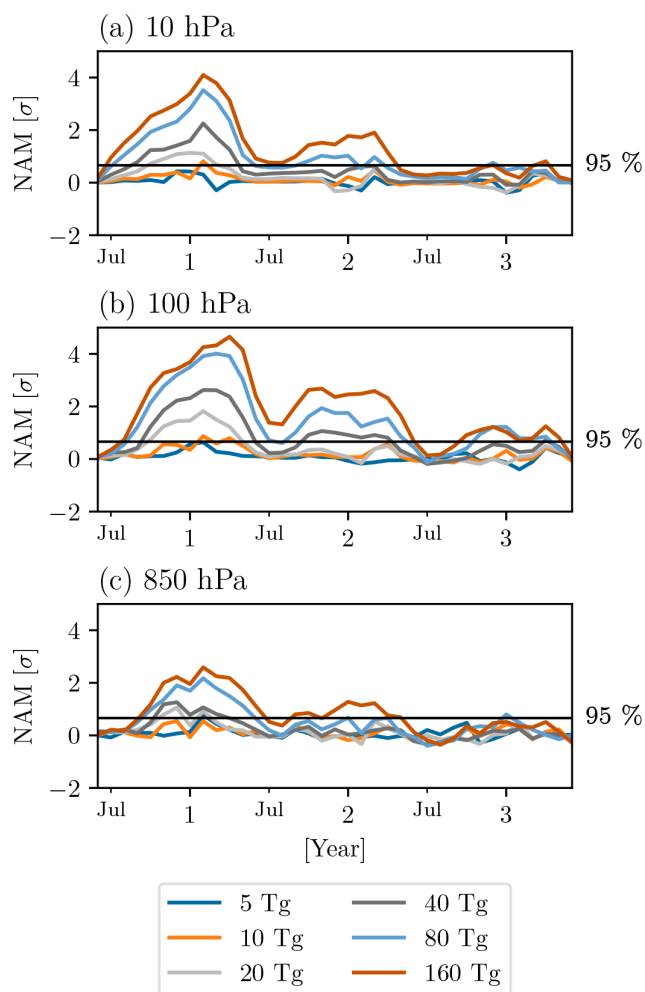 (a) 10 hPa
NAM [σ]
4
2
0
−2
95 %
Jul 1 Jul 2 Jul 3
(b) 100 hPa
NAM [σ]
4
2
0
−2
95 %
Jul 1 Jul 2 Jul 3
(c) 850 hPa
NAM [σ]
4
2
0
−2
95 %
Jul 1 Jul 2 Jul 3
[Year]
5 Tg 40 Tg
10 Tg 80 Tg
20 Tg 160 Tg